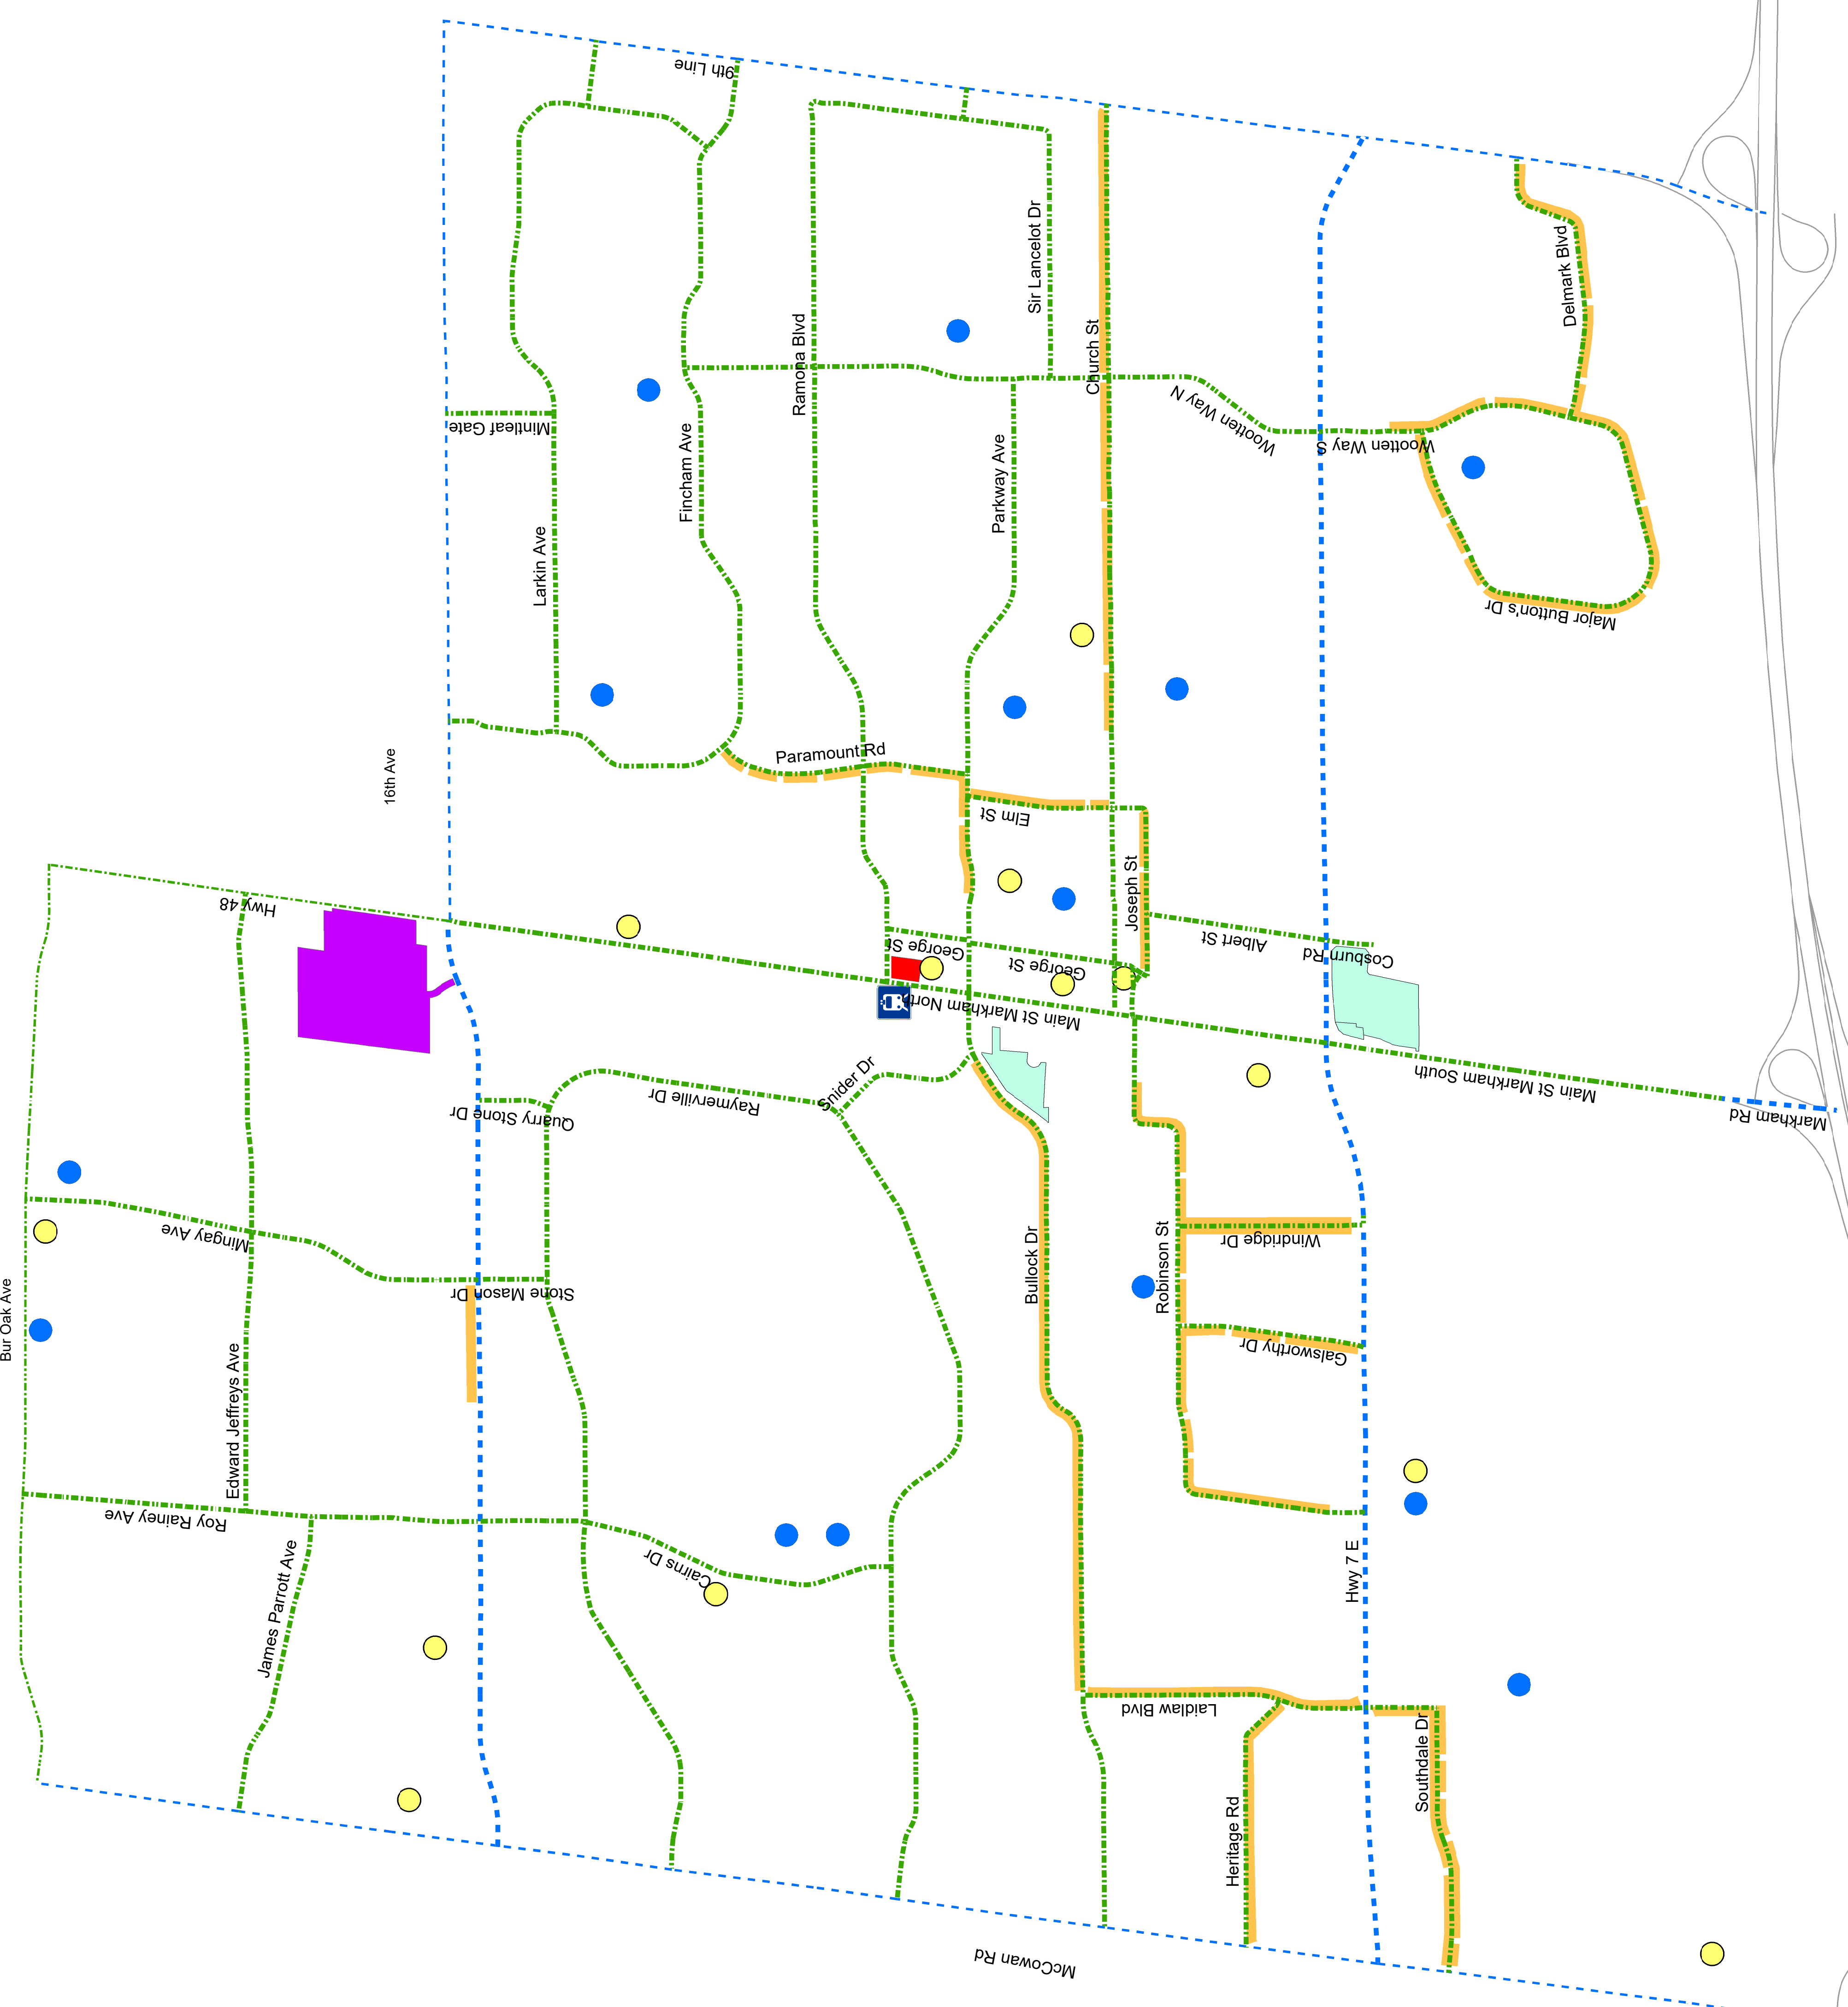 9th Line
Sir Lancelot Dr
Delmark Blvd
Ramona Blvd
Church St
Wootten Way N
Mintleaf Gate
Wootten Way S
Fincham Ave
Parkway Ave
Larkin Ave
Major Button's Dr
Paramount Rd
16th Ave
Elm St
Joseph St
Hwy 48
George St
Albert St
George St
Cosburn Rd
Main St Markham North
Main St Markham South
Snider Dr
Raymerville Dr
Quarry Stone Dr
Markham Rd
Mingay Ave
Windridge Dr
Bullock Dr
Robinson St
Stone Mason Dr
Bur Oak Ave
Galsworthy Dr
Edward Jeffreys Ave
Roy Rainey Ave
Cairns Dr
Hwy 7 E
James Parrott Ave
Laidlaw Blvd
Southdale Dr
Heritage Rd
McCowan Rd